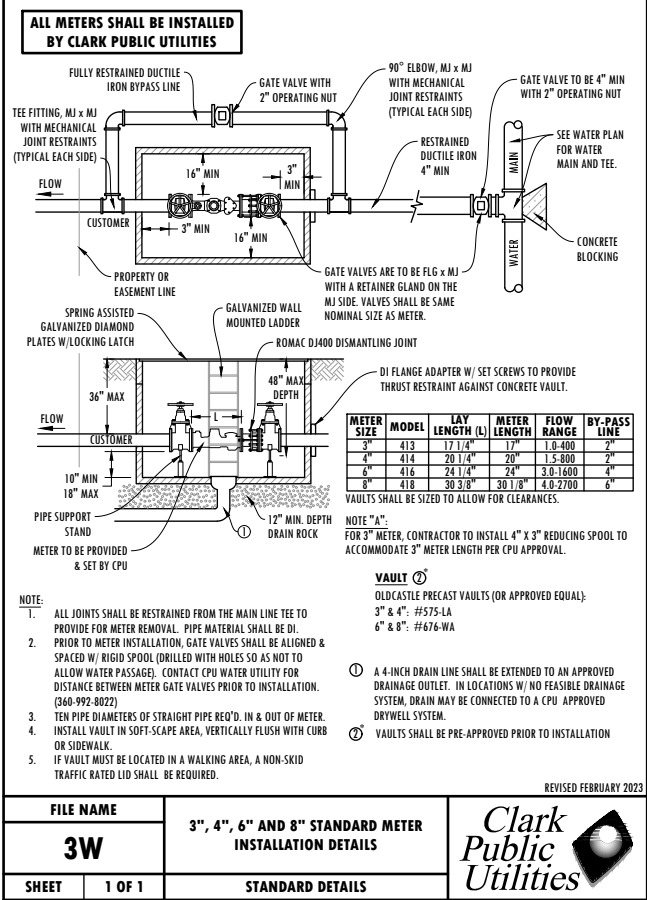 ALL METERS SHALL BE INSTALLED
BY CLARK PUBLIC UTILITIES
FULLY RESTRAINED DUCTILE
IRON BYPASS LINE
GATE VALVE WITH
2" OPERATING NUT
90° ELBOW, MJ x MJ
WITH MECHANICAL
JOINT RESTRAINTS
(TYPICAL EACH SIDE)
GATE VALVE TO BE 4" MIN
WITH 2" OPERATING NUT
TEE FITTING, MJ x MJ
WITH MECHANICAL
JOINT RESTRAINTS
(TYPICAL EACH SIDE)
RESTRAINED
DUCTILE IRON
4" MIN
MAIN
SEE WATER PLAN
FOR WATER
MAIN AND TEE.
FLOW
16" MIN
3"
MIN
CUSTOMER
3" MIN
16" MIN
WATER
CONCRETE
BLOCKING
PROPERTY OR
EASEMENT LINE
GATE VALVES ARE TO BE FLG x MJ
WITH A RETAINER GLAND ON THE
MJ SIDE. VALVES SHALL BE SAME
NOMINAL SIZE AS METER.
SPRING ASSISTED
GALVANIZED DIAMOND
PLATES W/LOCKING LATCH
GALVANIZED WALL
MOUNTED LADDER
ROMAC DJ400 DISMANTLING JOINT
DI FLANGE ADAPTER W/ SET SCREWS TO PROVIDE
THRUST RESTRAINT AGAINST CONCRETE VAULT.
36" MAX
48" MAX
DEPTH
L
FLOW
CUSTOMER
10" MIN
18" MAX
PIPE SUPPORT
STAND
METER TO BE PROVIDED
& SET BY CPU
1
12" MIN. DEPTH
DRAIN ROCK
METER SIZE MODEL LAY LENGTH (L) METER LENGTH FLOW RANGE BY-PASS LINE
3" 413 17 1/4" 17" 1.0-400 2"
4" 414 20 1/4" 20" 1.5-800 2"
6" 416 24 1/4" 24" 3.0-1600 4"
8" 418 30 3/8" 30 1/8" 4.0-2700 6"
VAULTS SHALL BE SIZED TO ALLOW FOR CLEARANCES.
NOTE "A":
FOR 3" METER, CONTRACTOR TO INSTALL 4" X 3" REDUCING SPOOL TO
ACCOMMODATE 3" METER LENGTH PER CPU APPROVAL.
VAULT 2*
OLDCASTLE PRECAST VAULTS (OR APPROVED EQUAL):
3" & 4": #575-LA
6" & 8": #676-WA
NOTE:
1. ALL JOINTS SHALL BE RESTRAINED FROM THE MAIN LINE TEE TO
PROVIDE FOR METER REMOVAL. PIPE MATERIAL SHALL BE DI.
2. PRIOR TO METER INSTALLATION, GATE VALVES SHALL BE ALIGNED &
SPACED W/ RIGID SPOOL (DRILLED WITH HOLES SO AS NOT TO
ALLOW WATER PASSAGE). CONTACT CPU WATER UTILITY FOR
DISTANCE BETWEEN METER GATE VALVES PRIOR TO INSTALLATION.
(360-992-8022)
3. TEN PIPE DIAMETERS OF STRAIGHT PIPE REQ'D. IN & OUT OF METER.
4. INSTALL VAULT IN SOFT-SCAPE AREA, VERTICALLY FLUSH WITH CURB
OR SIDEWALK.
5. IF VAULT MUST BE LOCATED IN A WALKING AREA, A NON-SKID
TRAFFIC RATED LID SHALL BE REQUIRED.
1 A 4-INCH DRAIN LINE SHALL BE EXTENDED TO AN APPROVED
DRAINAGE OUTLET. IN LOCATIONS W/ NO FEASIBLE DRAINAGE
SYSTEM, DRAIN MAY BE CONNECTED TO A CPU APPROVED
DRYWELL SYSTEM.
2* VAULTS SHALL BE PRE-APPROVED PRIOR TO INSTALLATION
REVISED FEBRUARY 2023
FILE NAME
3W
SHEET 1 OF 1
3", 4", 6" AND 8" STANDARD METER
INSTALLATION DETAILS
STANDARD DETAILS
Clark
Public
Utilities